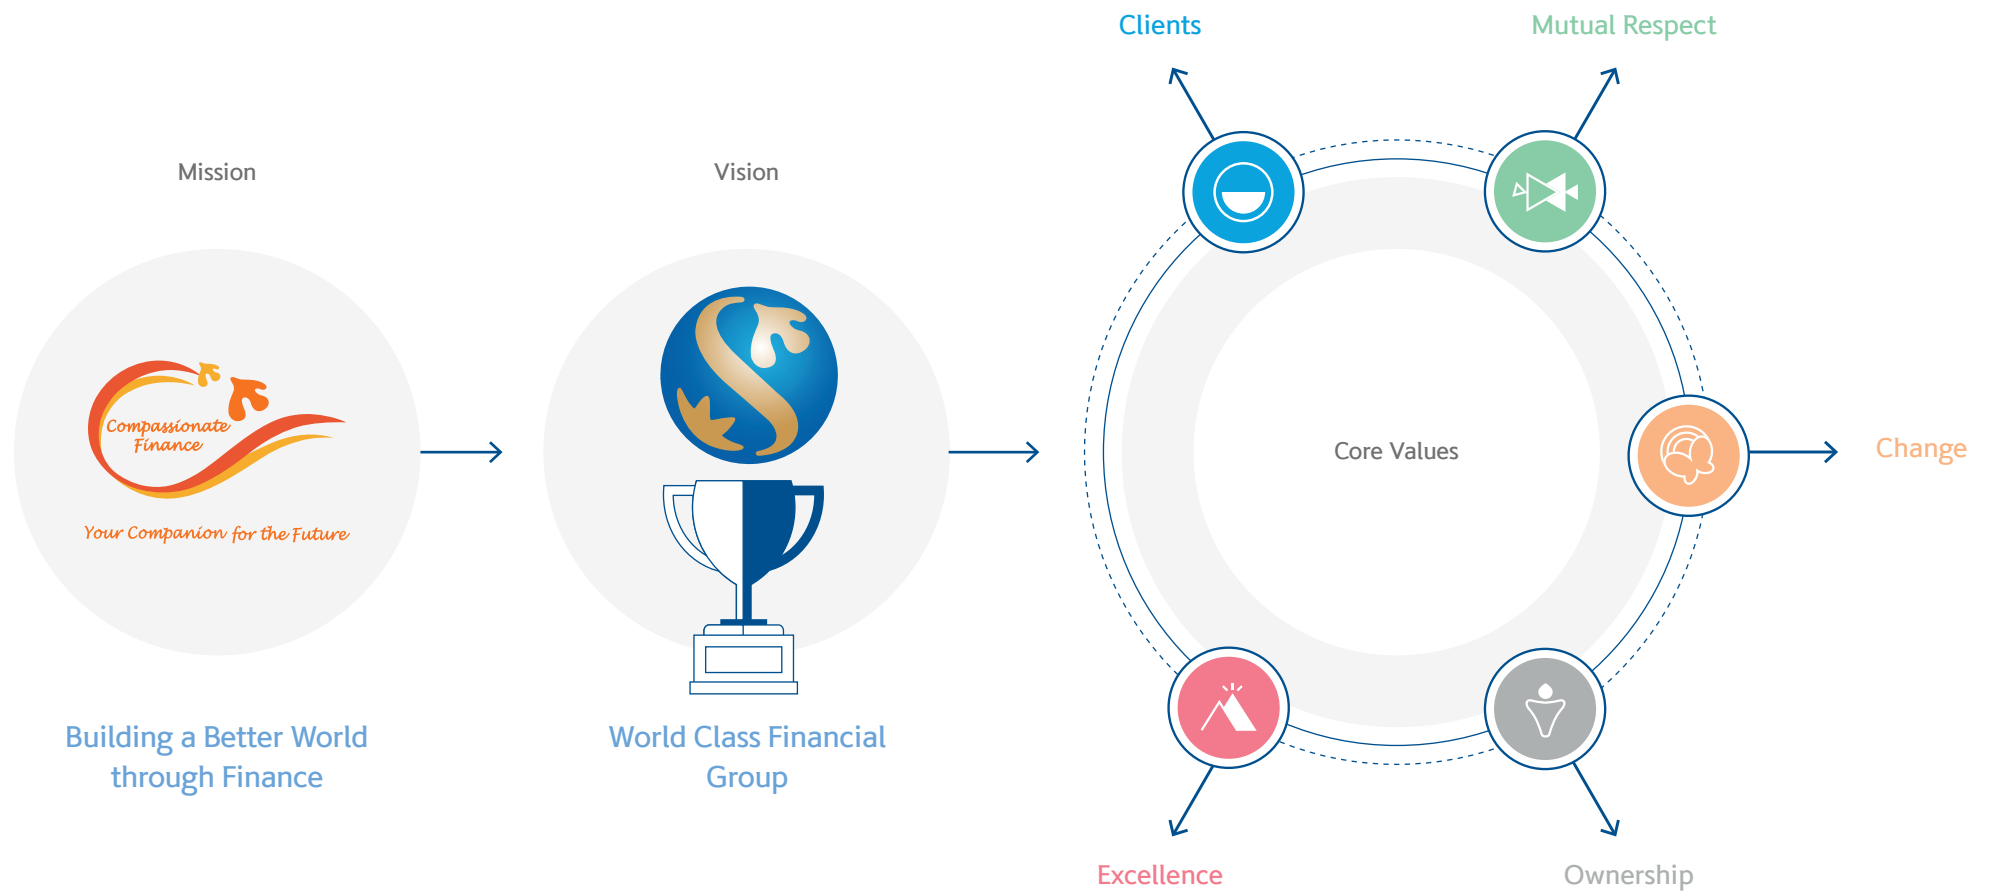 Mission
Compassionate
Finance
Your Companion for the Future
Building a Better World
through Finance
Vision
World Class Financial
Group
Core Values
Clients
Mutual Respect
Change
Ownership
Excellence